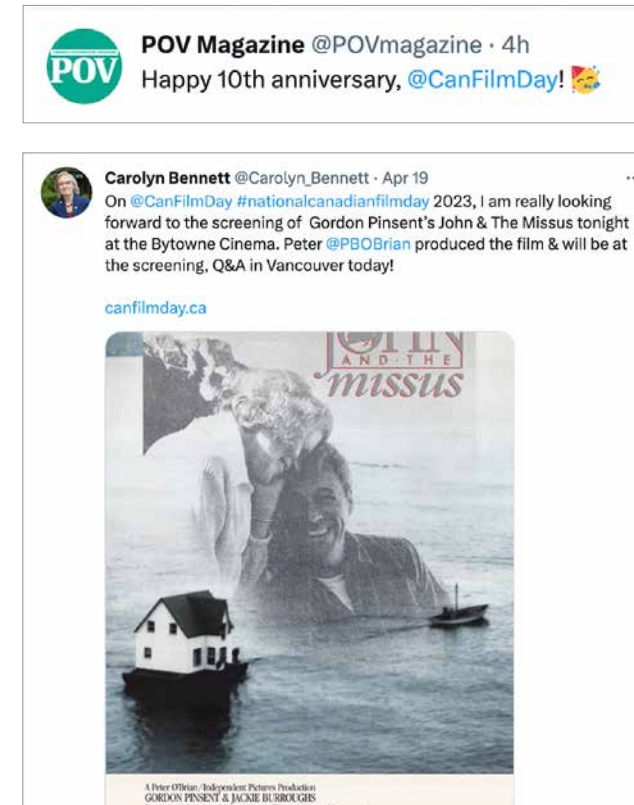 POV
POV Magazine @POVmagazine · 4h
Happy 10th anniversary, @CanFilmDay! 🥳
Carolyn Bennett @Carolyn_Bennett · Apr 19
On @CanFilmDay #nationalcanadianfilmday 2023, I am really looking
forward to the screening of Gordon Pinsent's John & The Missus tonight
at the Bytowne Cinema. Peter @PBOBrian produced the film & will be at
the screening, Q&A in Vancouver today!
canfilmday.ca
JOHN
AND·THE
missus
A Peter O'Brian/Independent Pictures Production
GORDON PINSENT & JACKIE BURROUGHS